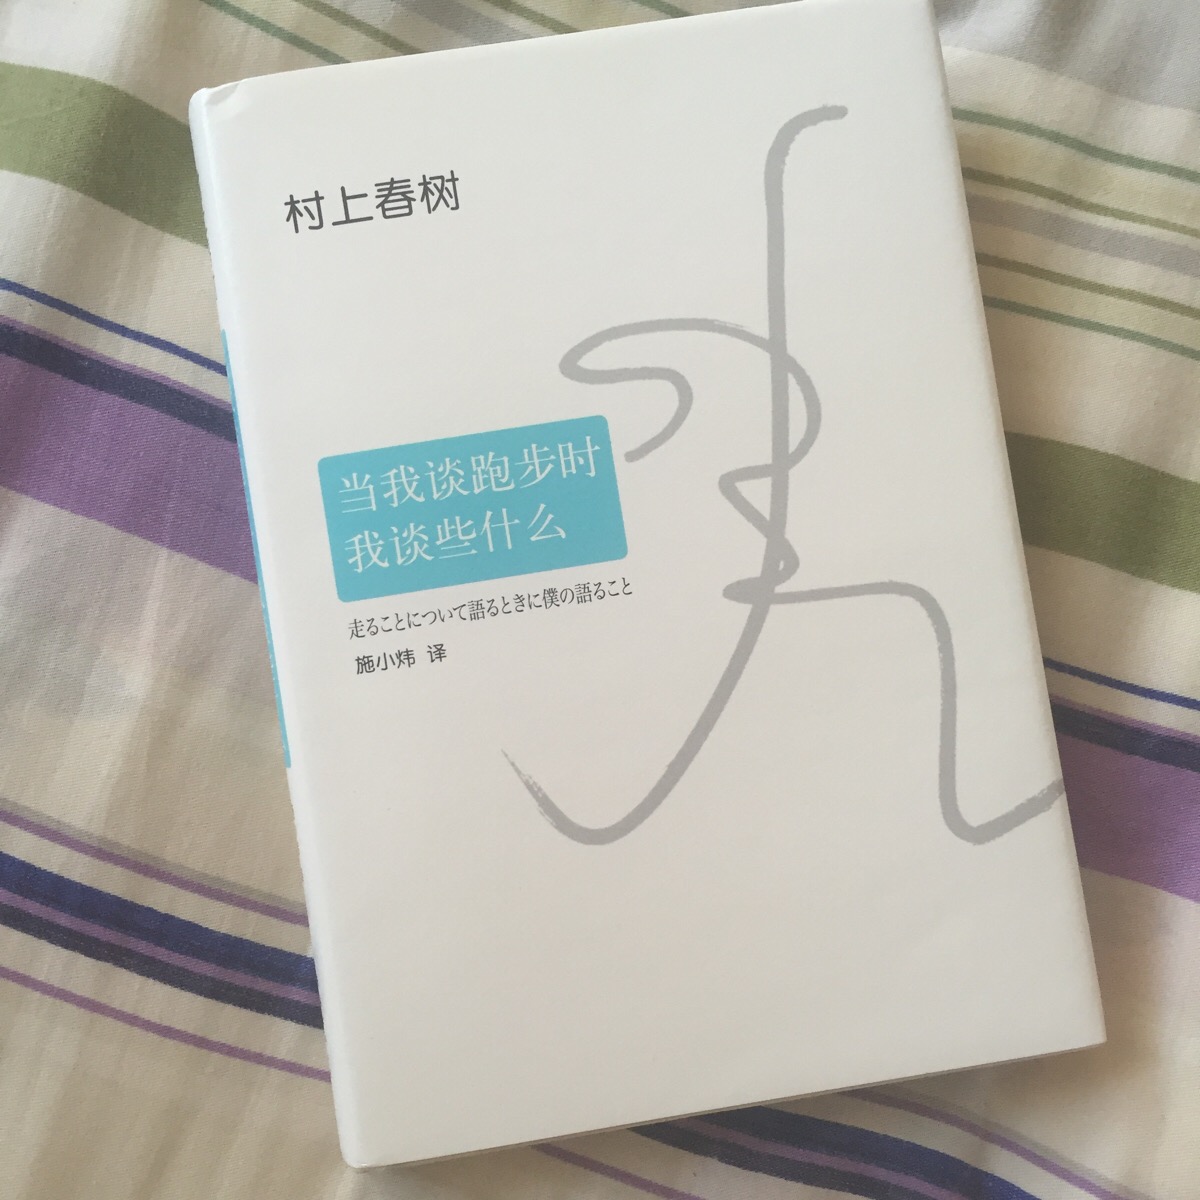 村上春树
当我谈跑步时
我谈些什么
走ることについて語るときに僕の語ること
施小炜 译